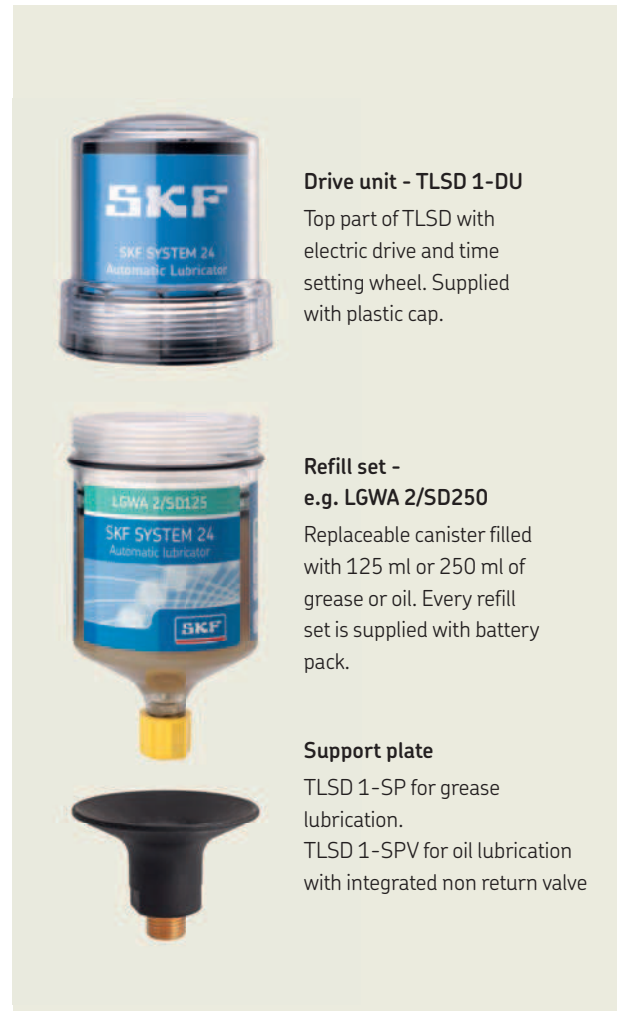 SKF
SKF SYSTEM 24
Automatic Lubricator
Drive unit - TLSD 1-DU
Top part of TLSD with
electric drive and time
setting wheel. Supplied
with plastic cap.
LGWA 2/SD125
SKF SYSTEM 24
Automatic lubricator
SKF
Refill set -
e.g. LGWA 2/SD250
Replaceable canister filled
with 125 ml or 250 ml of
grease or oil. Every refill
set is supplied with battery
pack.
Support plate
TLSD 1-SP for grease
lubrication.
TLSD 1-SPV for oil lubrication
with integrated non return valve